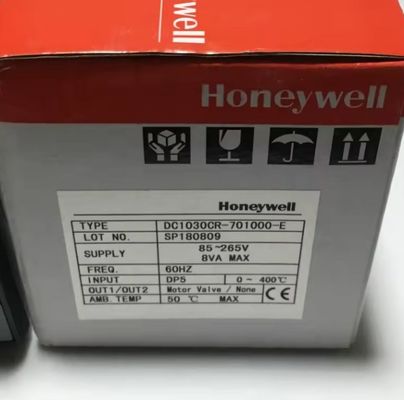 Honeywell
Honeywell
TYPE DC1030CR-701000-E
LOT NO. SP180809
SUPPLY 85~265V
8VA MAX
FREQ. 60HZ
INPUT DP5 0 ~ 400℃
OUT1/OUT2 Motor Valve / None
AMB.TEMP 50 ℃ MAX